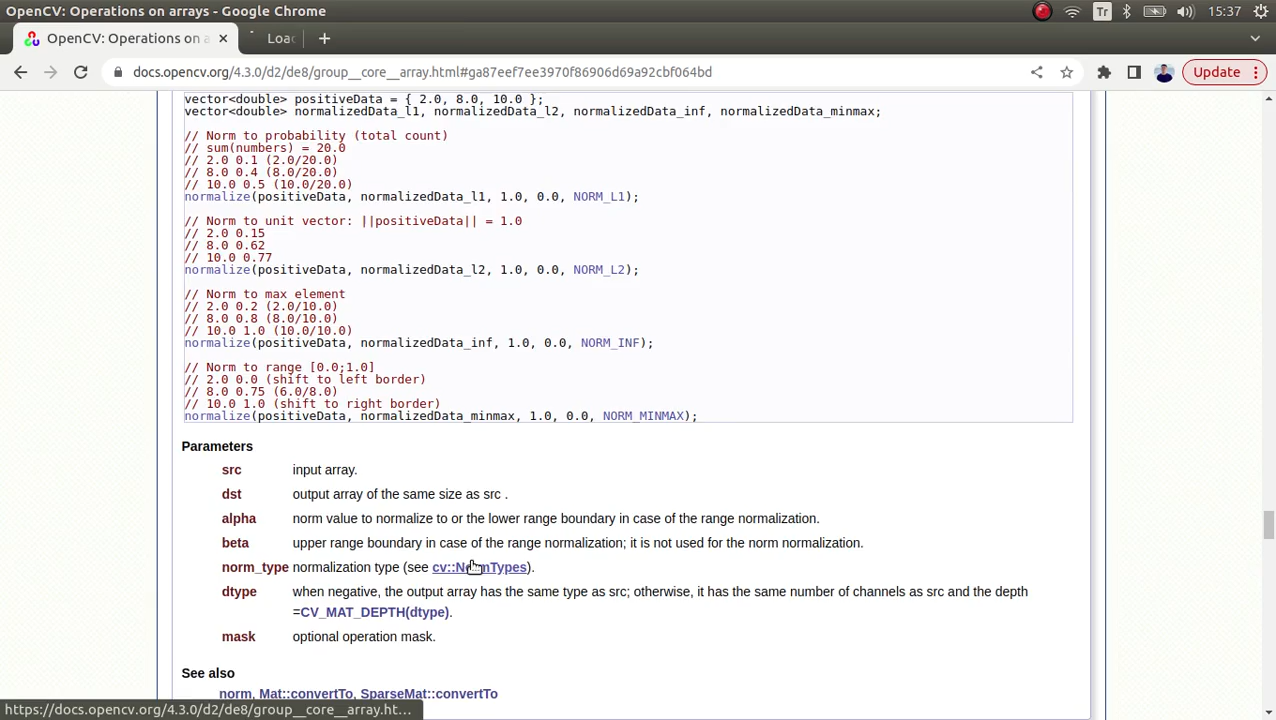 OpenCV: Operations on arrays - Google Chrome
Tr
15:37
OpenCV: Operations on a
Loac
docs.opencv.org/4.3.0/d2/de8/group__core__array.html#ga87eef7ee3970f86906d69a92cbf064bd
Update
vector<double> positiveData = { 2.0, 8.0, 10.0 };
vector<double> normalizedData_l1, normalizedData_l2, normalizedData_inf, normalizedData_minmax;
// Norm to probability (total count)
// sum(numbers) = 20.0
// 2.0 0.1 (2.0/20.0)
// 8.0 0.4 (8.0/20.0)
// 10.0 0.5 (10.0/20.0)
normalize(positiveData, normalizedData_l1, 1.0, 0.0, NORM_L1);
// Norm to unit vector: ||positiveData|| = 1.0
// 2.0 0.15
// 8.0 0.62
// 10.0 0.77
normalize(positiveData, normalizedData_l2, 1.0, 0.0, NORM_L2);
// Norm to max element
// 2.0 0.2 (2.0/10.0)
// 8.0 0.8 (8.0/10.0)
// 10.0 1.0 (10.0/10.0)
normalize(positiveData, normalizedData_inf, 1.0, 0.0, NORM_INF);
// Norm to range [0.0;1.0]
// 2.0 0.0 (shift to left border)
// 8.0 0.75 (6.0/8.0)
// 10.0 1.0 (shift to right border)
normalize(positiveData, normalizedData_minmax, 1.0, 0.0, NORM_MINMAX);
Parameters
src input array.
dst output array of the same size as src .
alpha norm value to normalize to or the lower range boundary in case of the range normalization.
beta upper range boundary in case of the range normalization; it is not used for the norm normalization.
norm_type normalization type (see cv::NormTypes).
dtype when negative, the output array has the same type as src; otherwise, it has the same number of channels as src and the depth
=CV_MAT_DEPTH(dtype).
mask optional operation mask.
See also
norm, Mat::convertTo, SparseMat::convertTo
https://docs.opencv.org/4.3.0/d2/de8/group__core__array.ht...